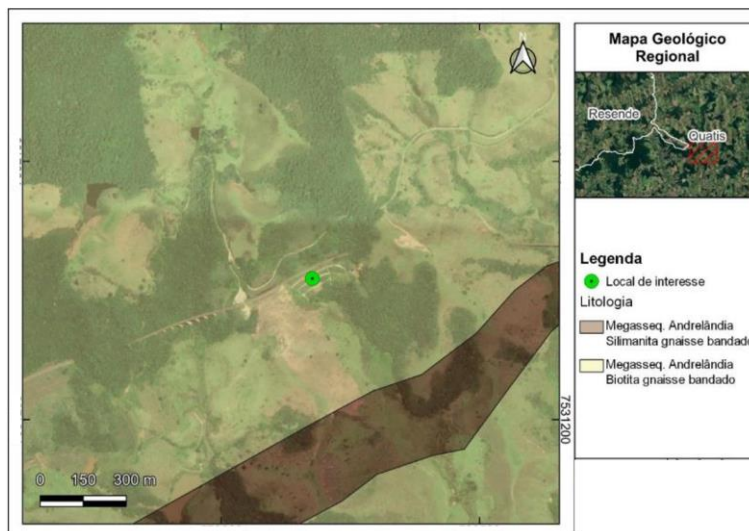 Mapa Geológico
Regional
N
Resende
Quatis
Legenda
Local de interesse
Litologia
Megasseq. Andrelândia
Silimanita gnaisse bandado
Megasseq. Andrelândia
Biotita gnaisse bandado
7531200
0 150 300 m